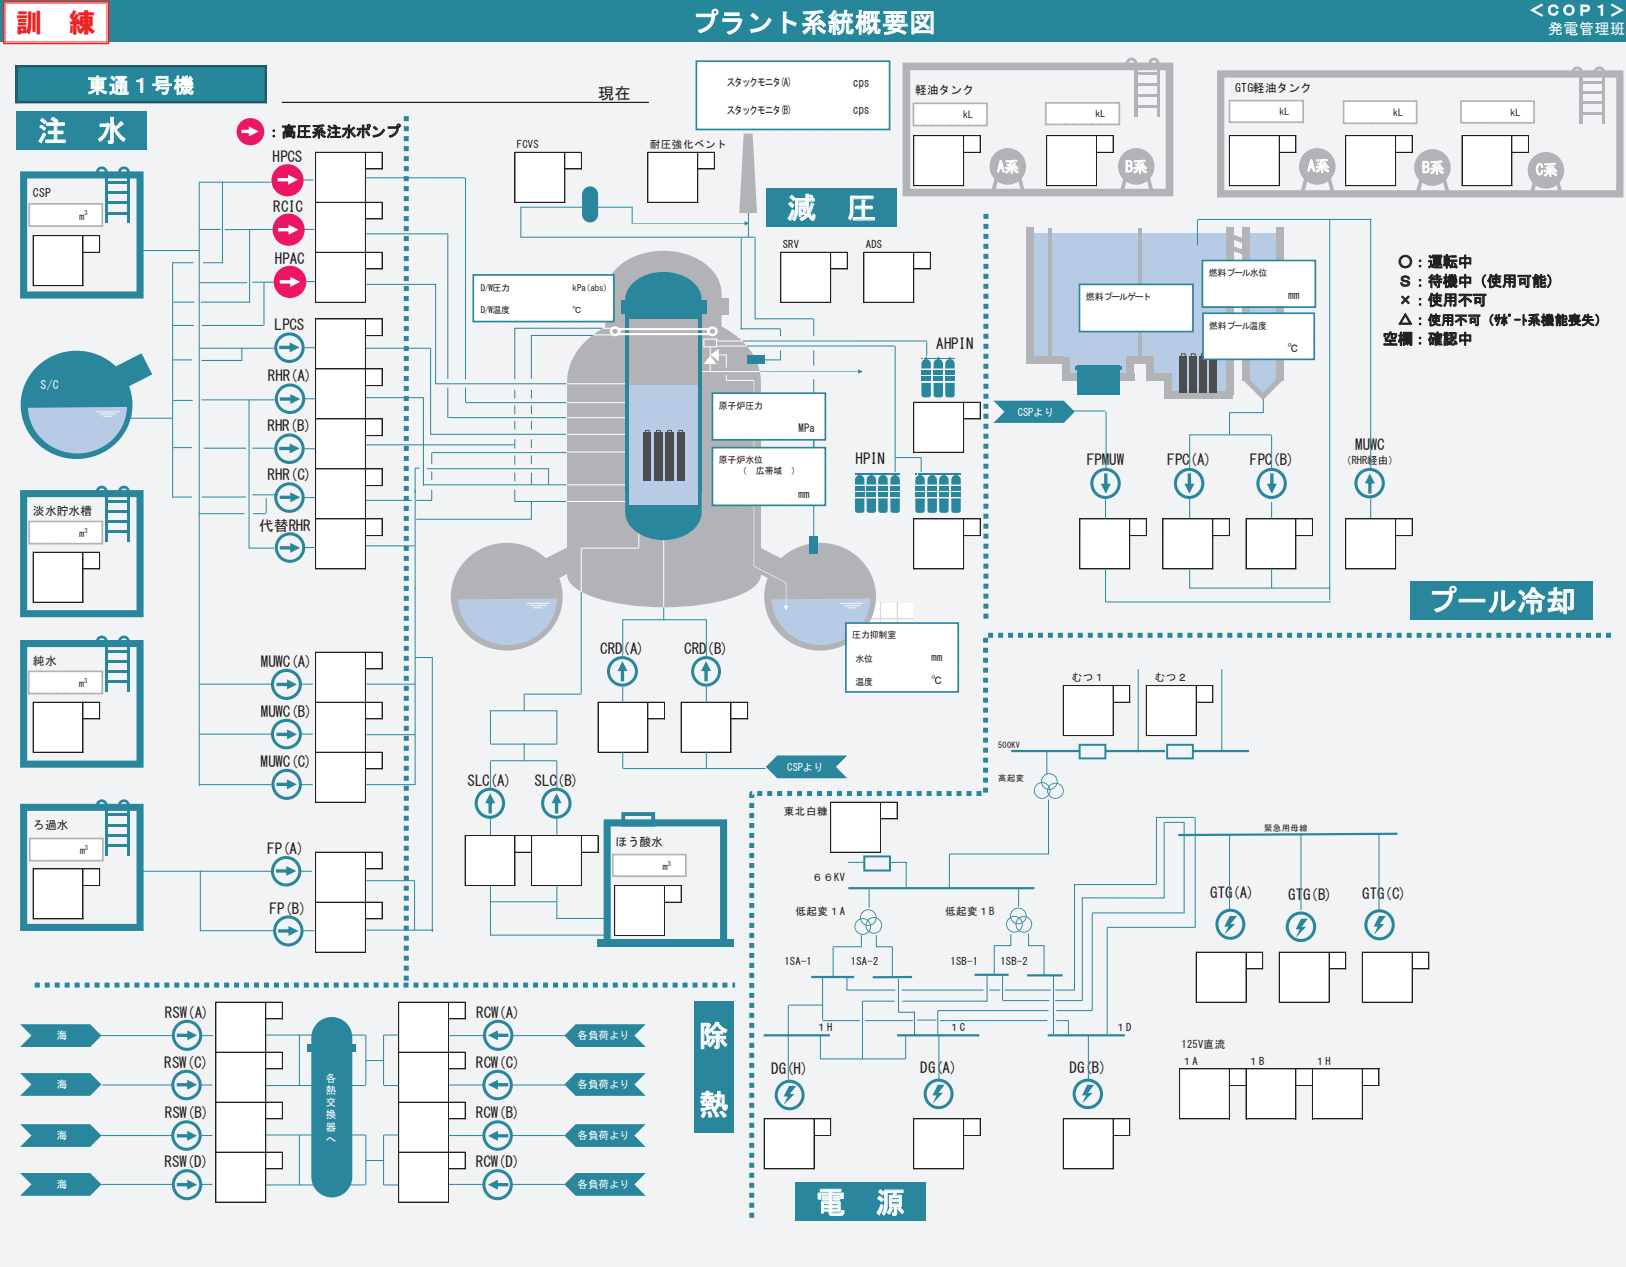 訓　練
プラント系統概要図
＜ＣＯＰ１＞
発電管理班
東通１号機
現在
注　水
：高圧系注水ポンプ
HPCS
RCIC
HPAC
LPCS
RHR(A)
RHR(B)
RHR(C)
代替RHR
MUWC(A)
MUWC(B)
MUWC(C)
FP(A)
FP(B)
CSP
m³
S/C
淡水貯水槽
m³
純水
m³
ろ過水
m³
スタックモニタ(A)　cps
スタックモニタ(B)　cps
FCVS
耐圧強化ベント
減　圧
SRV
ADS
D/W圧力　kPa(abs)
D/W温度　℃
原子炉圧力
MPa
原子炉水位
（　広帯域　）
mm
AHPIN
HPIN
圧力抑制室
水位　mm
温度　℃
CRD(A)
CRD(B)
CSPより
SLC(A)
SLC(B)
ほう酸水
m³
軽油タンク
kL
kL
A系
B系
GTG軽油タンク
kL
kL
kL
A系
B系
C系
燃料プールゲート
燃料プール水位
mm
燃料プール温度
℃
○：運転中
S：待機中（使用可能）
×：使用不可
△：使用不可（ｻﾎﾟｰﾄ系機能喪失）
空欄：確認中
CSPより
FPMUW
FPC(A)
FPC(B)
MUWC
(RHR経由)
プール冷却
むつ１
むつ２
500KV
高起変
東北白糠
６６KV
低起変１A
低起変１B
1SA-1
1SA-2
1SB-1
1SB-2
緊急用母線
GTG(A)
GTG(B)
GTG(C)
１H
１C
１D
DG(H)
DG(A)
DG(B)
125V直流
１A
１B
１H
電　源
除　熱
RSW(A)
RSW(C)
RSW(B)
RSW(D)
海
海
海
海
各熱交換器へ
RCW(A)
RCW(C)
RCW(B)
RCW(D)
各負荷より
各負荷より
各負荷より
各負荷より